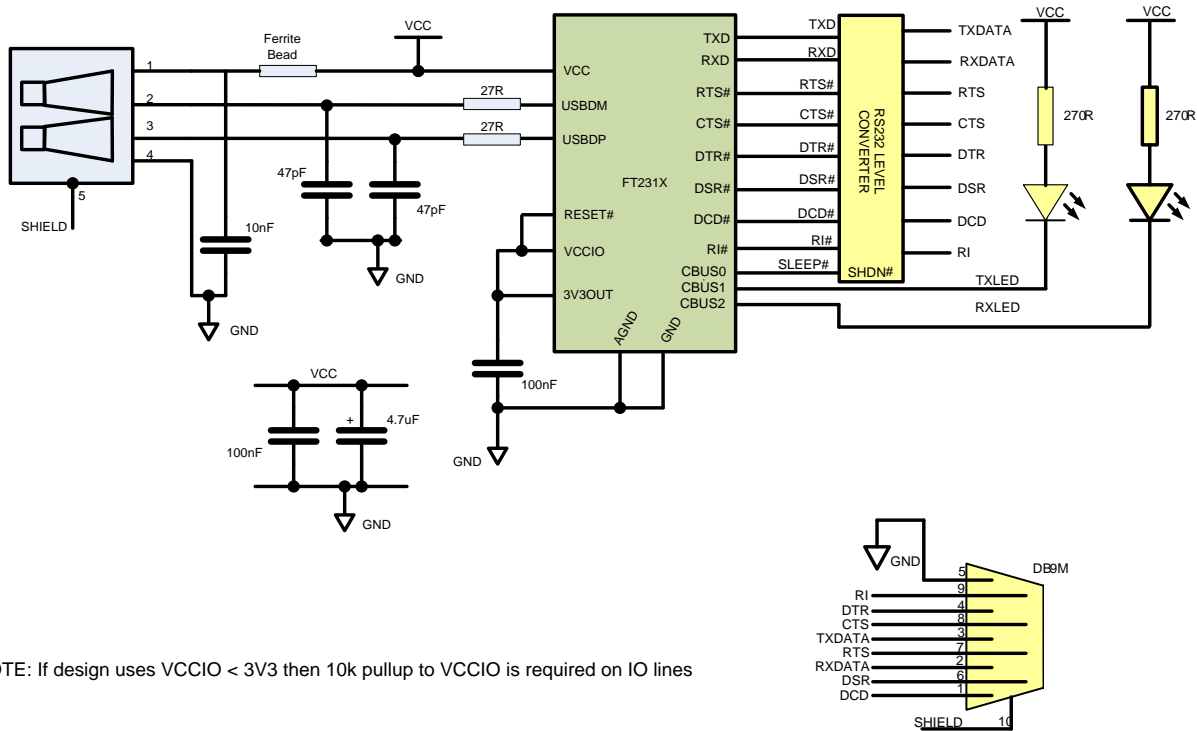 VCC
VCC
VCC
Ferrite
Bead
1
2
3
4
5
SHIELD
27R
27R
47pF
47pF
10nF
GND
GND
VCC
USBDM
USBDP
FT231X
RESET#
VCCIO
3V3OUT
AGND
GND
TXD
RXD
RTS#
CTS#
DTR#
DSR#
DCD#
RI#
CBUS0
CBUS1
CBUS2
TXD
RXD
RTS#
CTS#
DTR#
DSR#
DCD#
RI#
SLEEP#
RS232 LEVEL
CONVERTER
SHDN#
TXDATA
RXDATA
RTS
CTS
DTR
DSR
DCD
RI
TXLED
RXLED
270R
270R
100nF
GND
VCC
100nF
+
4.7uF
GND
GND
DB9M
5
RI 9
DTR 4
CTS 8
TXDATA 3
RTS 7
RXDATA 2
DSR 6
DCD 1
SHIELD 10
OTE: If design uses VCCIO < 3V3 then 10k pullup to VCCIO is required on IO lines